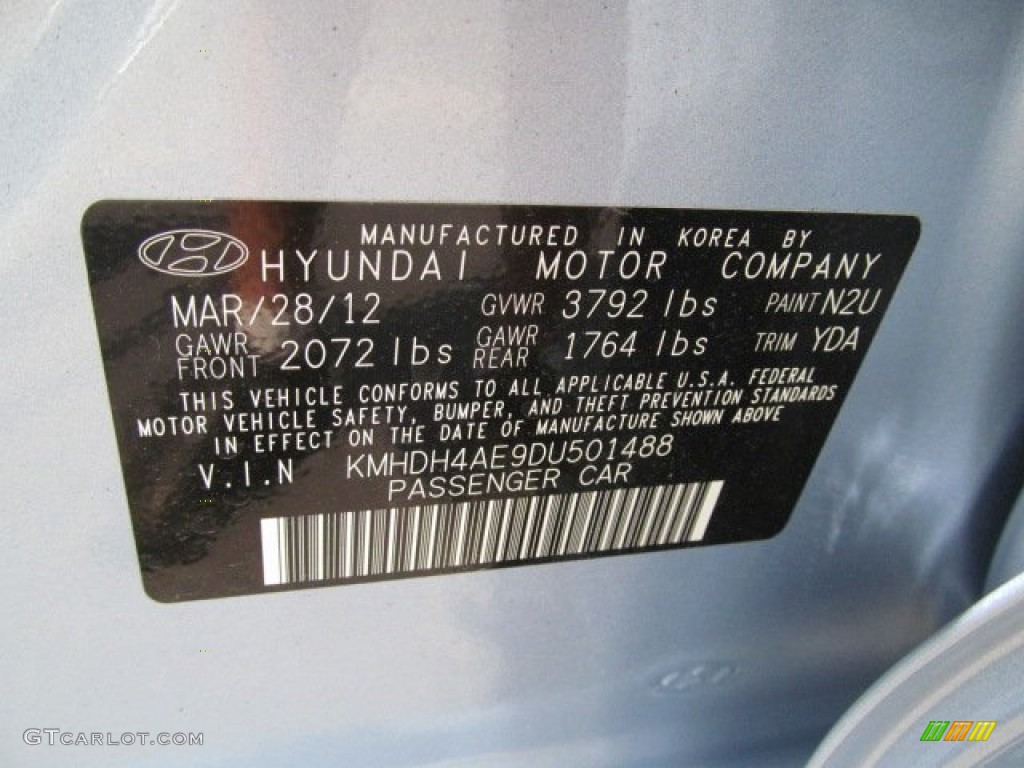 MANUFACTURED IN KOREA BY
HYUNDAI MOTOR COMPANY
MAR/28/12 GVWR 3792 lbs PAINT N2U
GAWR FRONT 2072 lbs GAWR REAR 1764 lbs TRIM YDA
THIS VEHICLE CONFORMS TO ALL APPLICABLE U.S.A. FEDERAL
MOTOR VEHICLE SAFETY, BUMPER, AND THEFT PREVENTION STANDARDS
IN EFFECT ON THE DATE OF MANUFACTURE SHOWN ABOVE
V.I.N KMHDH4AE9DU501488
PASSENGER CAR
GTCARLOT.COM